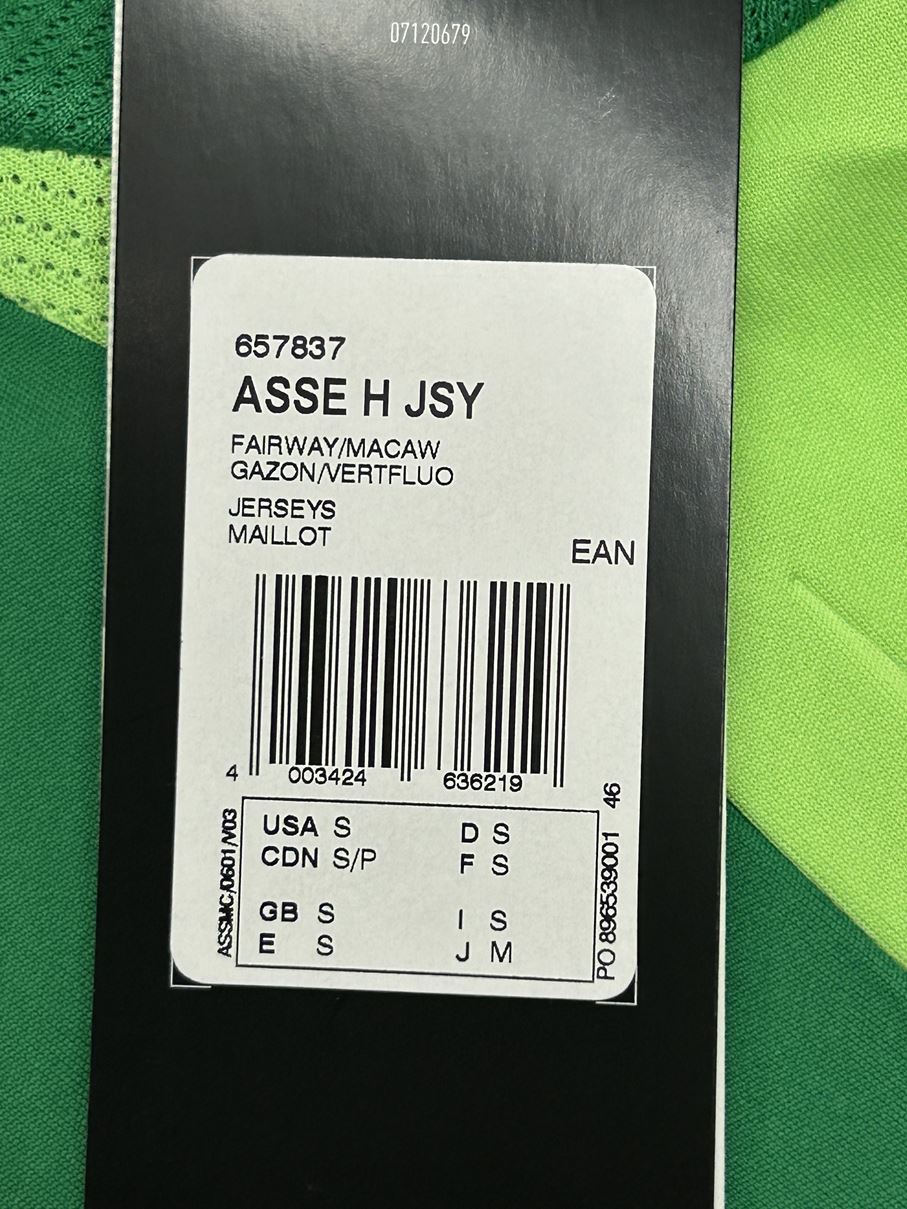 07120679
657837
ASSE H JSY
FAIRWAY/MACAW
GAZON/VERTFLUO
JERSEYS
MAILLOT
EAN
4 003424 636219
USA S D S
CDN S/P F S
GB S I S
E S J M
ASSMC/0601/V03
PO 896539001 46